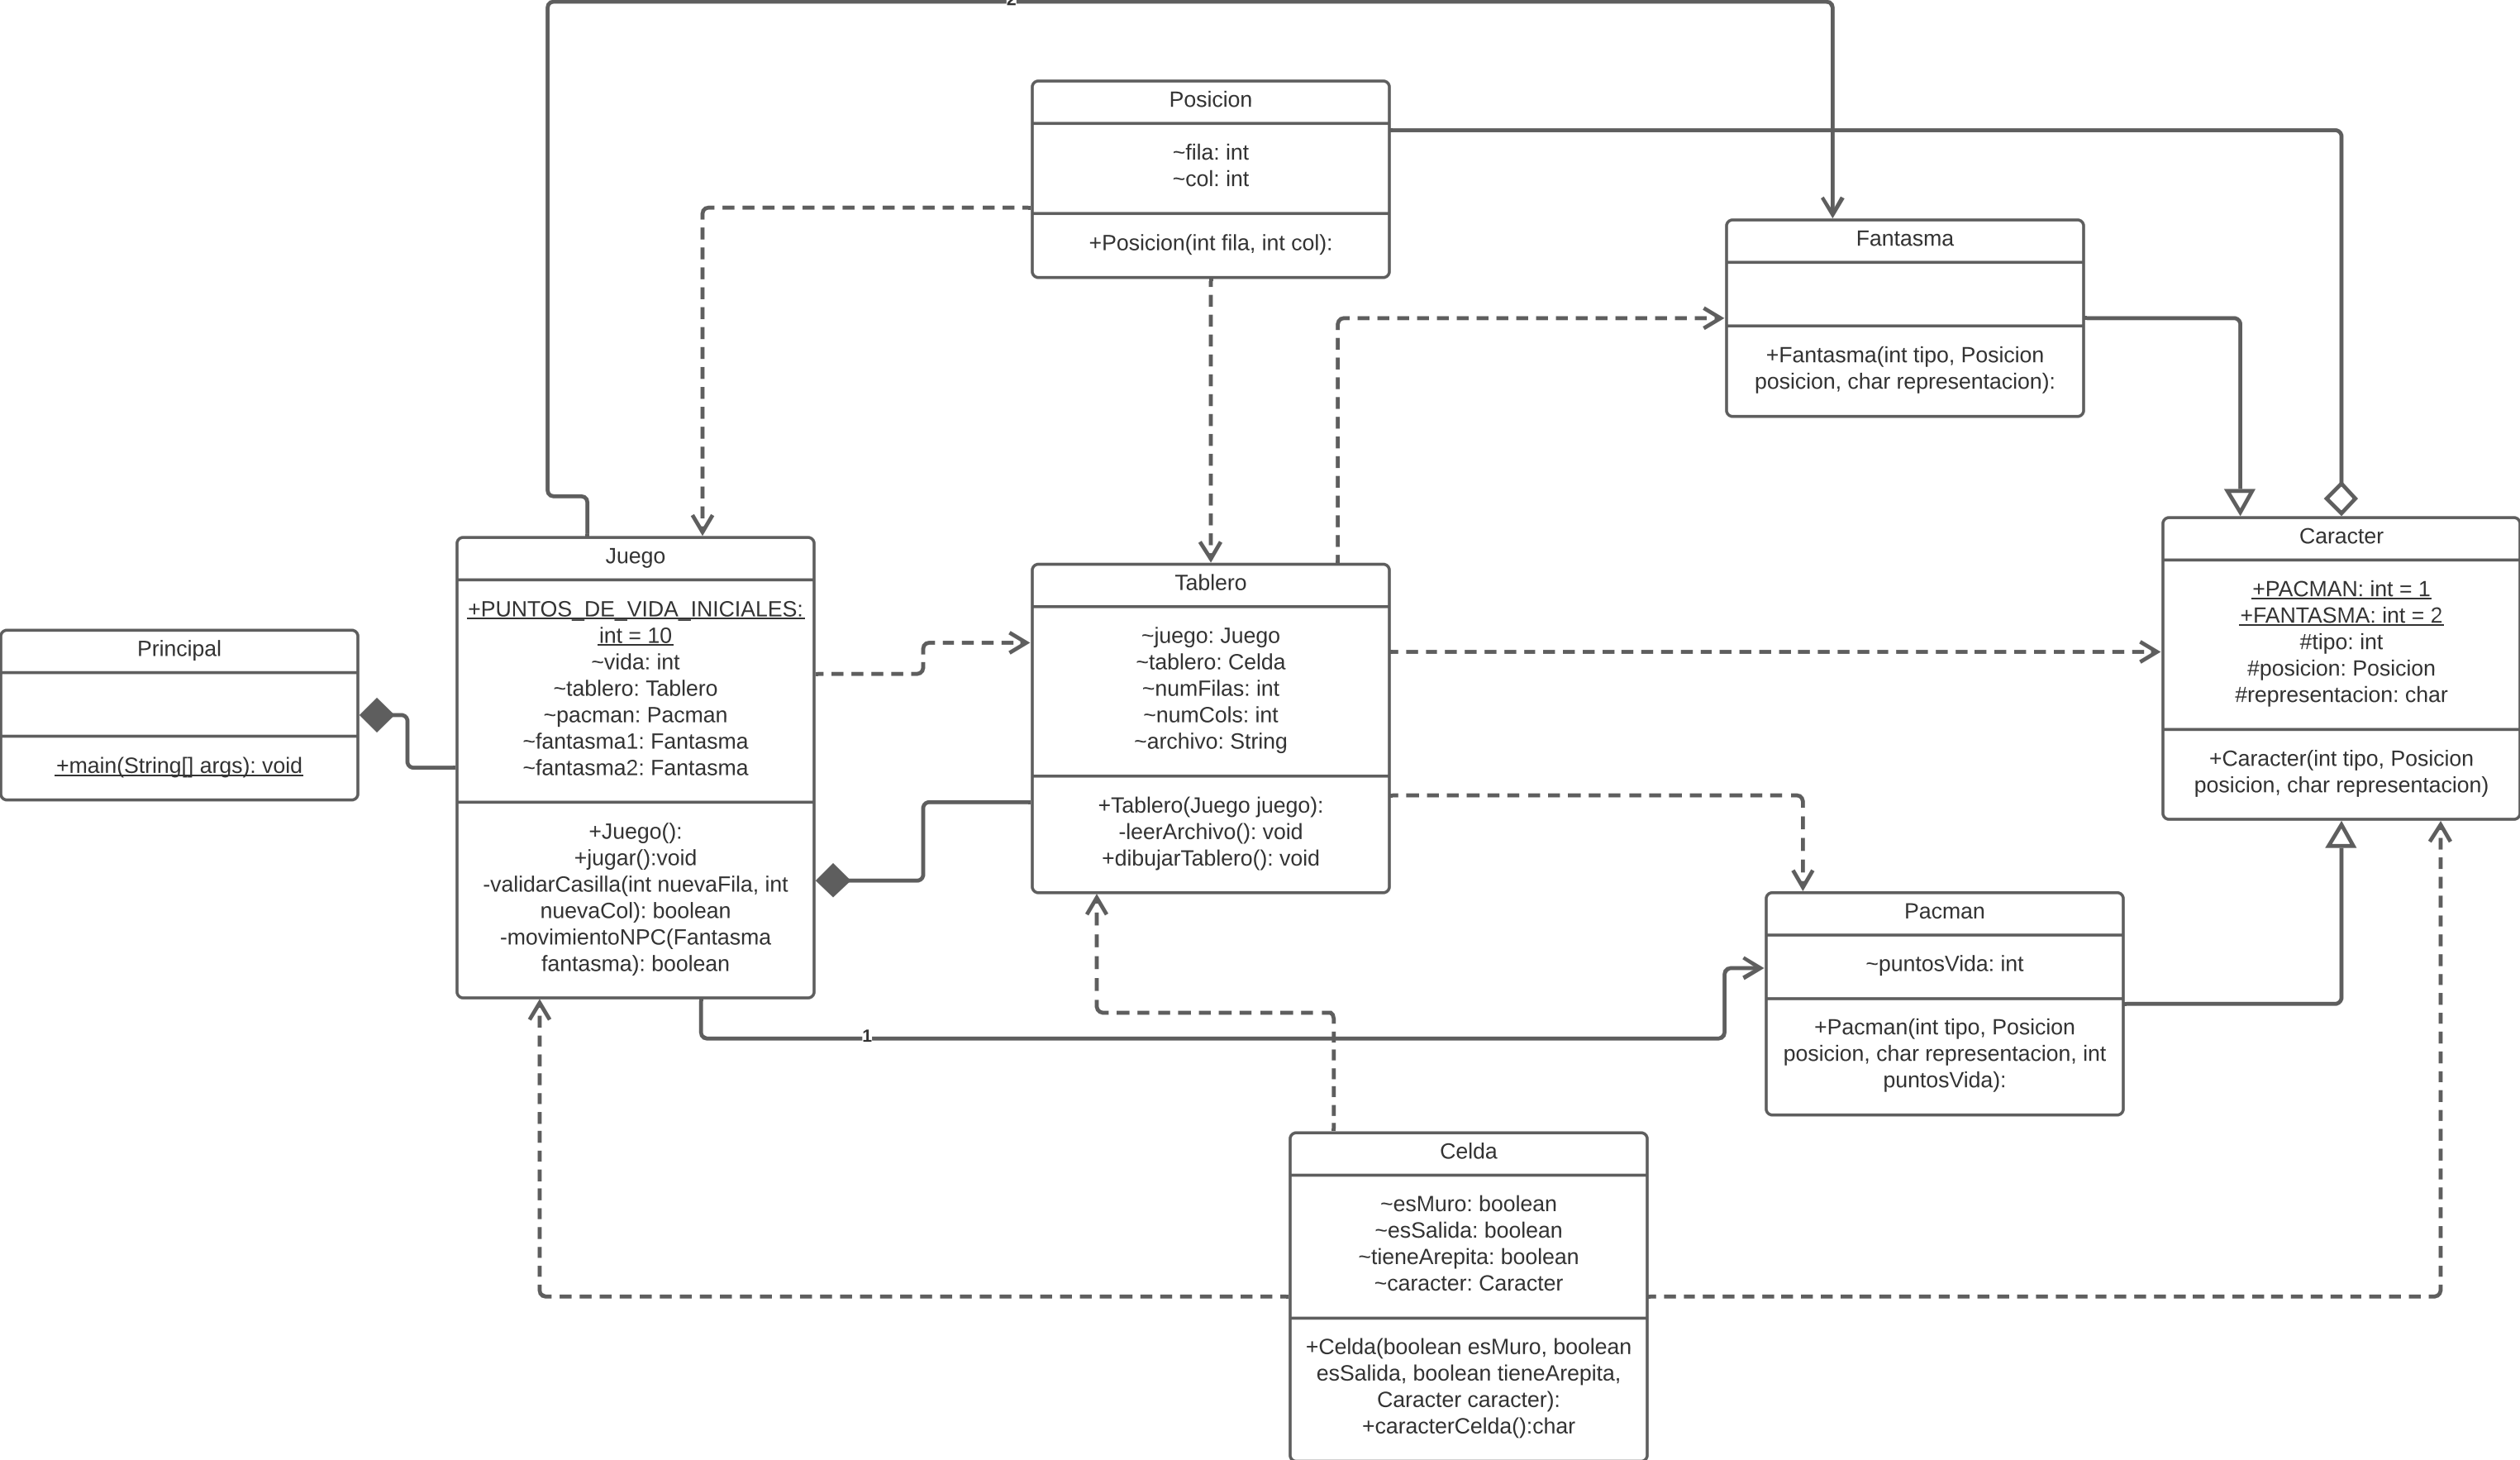 2
Posicion
~fila: int
~col: int
+Posicion(int fila, int col):
Fantasma
+Fantasma(int tipo, Posicion
posicion, char representacion):
Principal
+main(String[] args): void
Juego
+PUNTOS_DE_VIDA_INICIALES:
int = 10
~vida: int
~tablero: Tablero
~pacman: Pacman
~fantasma1: Fantasma
~fantasma2: Fantasma
+Juego():
+jugar():void
-validarCasilla(int nuevaFila, int
nuevaCol): boolean
-movimientoNPC(Fantasma
fantasma): boolean
Tablero
~juego: Juego
~tablero: Celda
~numFilas: int
~numCols: int
~archivo: String
+Tablero(Juego juego):
-leerArchivo(): void
+dibujarTablero(): void
Caracter
+PACMAN: int = 1
+FANTASMA: int = 2
#tipo: int
#posicion: Posicion
#representacion: char
+Caracter(int tipo, Posicion
posicion, char representacion)
Pacman
~puntosVida: int
+Pacman(int tipo, Posicion
posicion, char representacion, int
puntosVida):
1
Celda
~esMuro: boolean
~esSalida: boolean
~tieneArepita: boolean
~caracter: Caracter
+Celda(boolean esMuro, boolean
esSalida, boolean tieneArepita,
Caracter caracter):
+caracterCelda():char